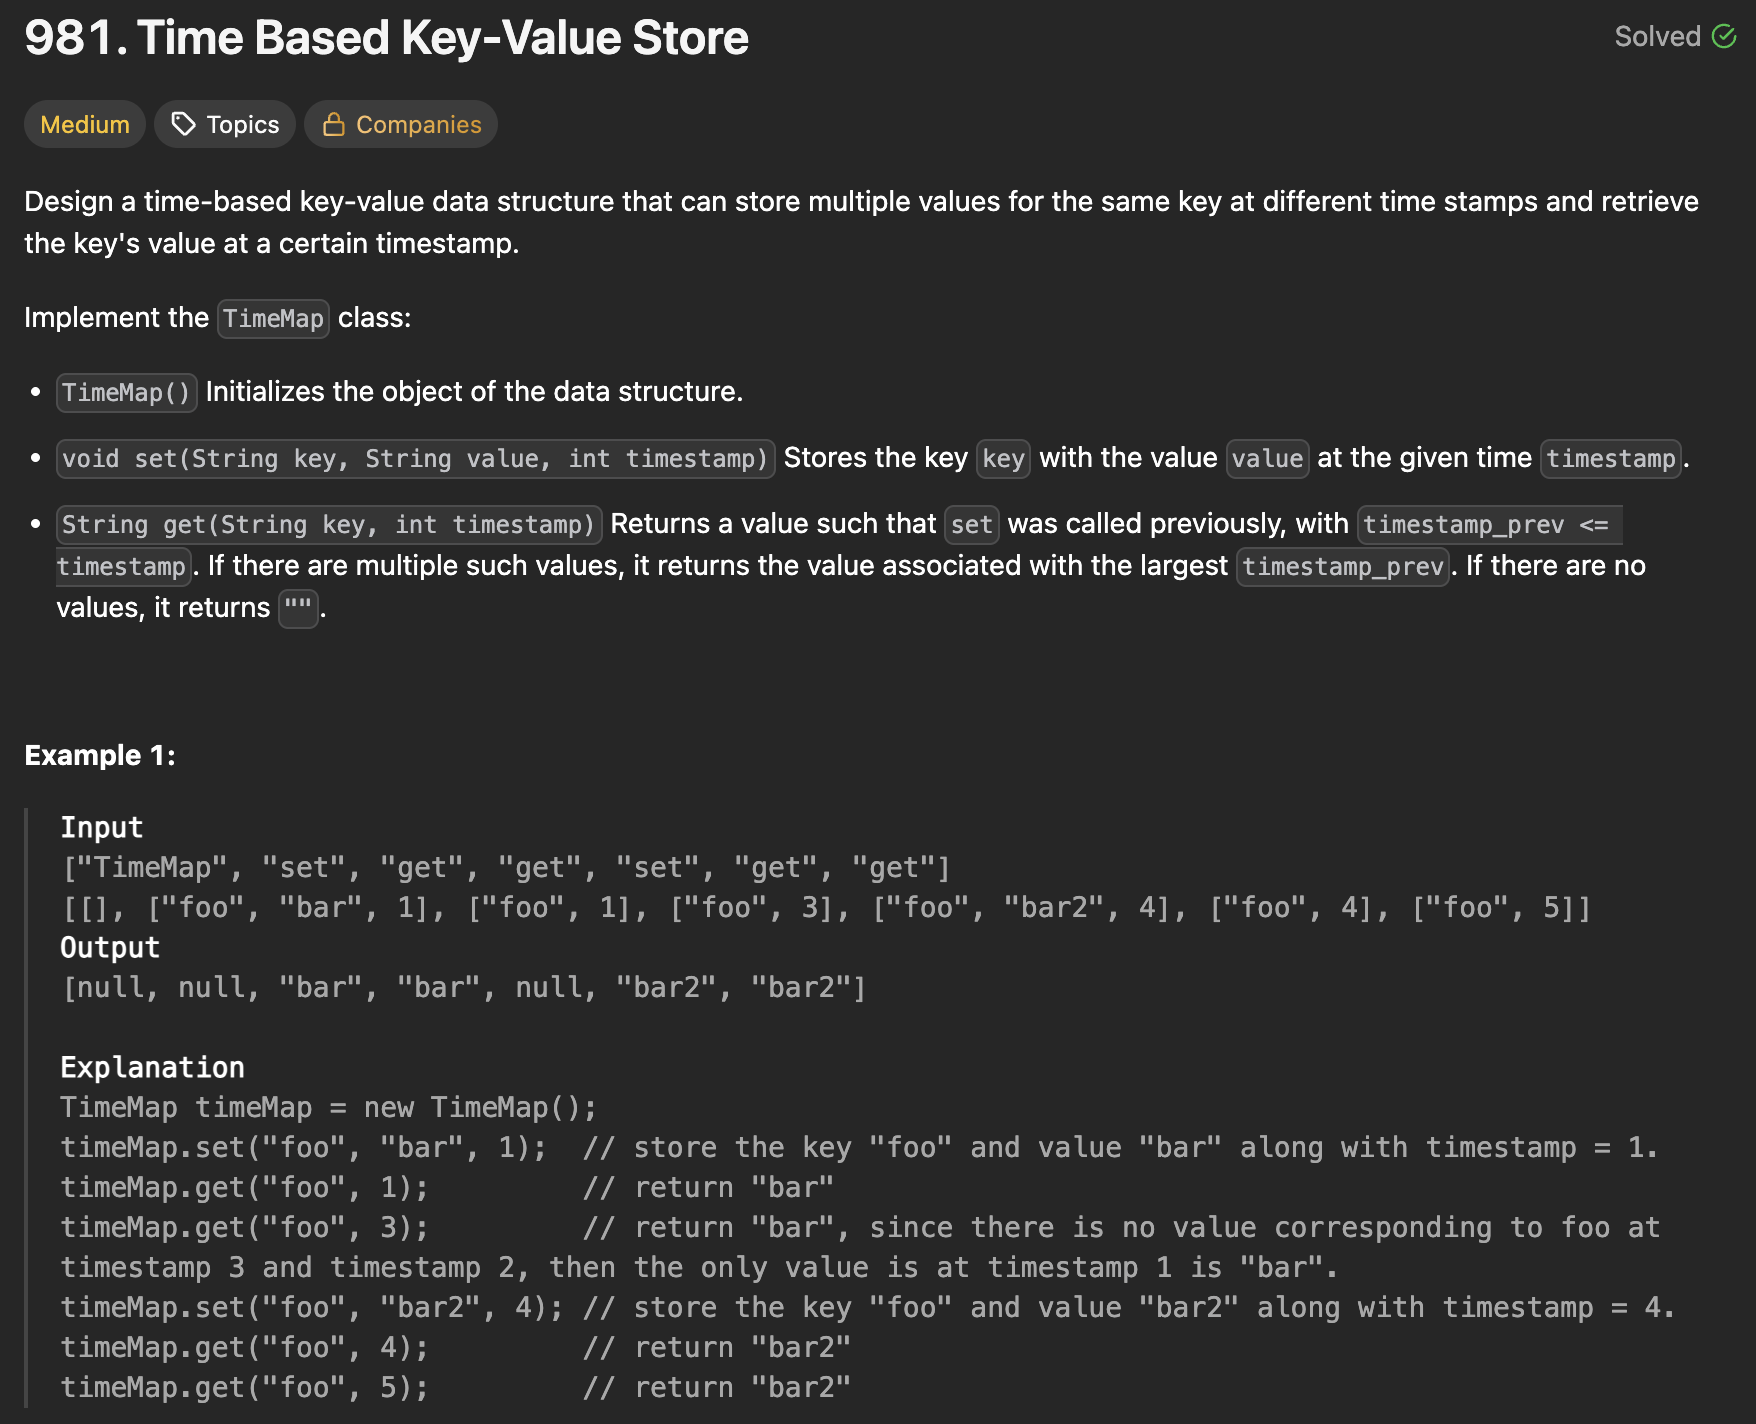 981. Time Based Key-Value Store
Solved
Medium
Topics
Companies
Design a time-based key-value data structure that can store multiple values for the same key at different time stamps and retrieve
the key's value at a certain timestamp.
Implement the TimeMap class:
• TimeMap() Initializes the object of the data structure.
• void set(String key, String value, int timestamp) Stores the key key with the value value at the given time timestamp.
• String get(String key, int timestamp) Returns a value such that set was called previously, with timestamp_prev <=
timestamp. If there are multiple such values, it returns the value associated with the largest timestamp_prev. If there are no
values, it returns "".
Example 1:
Input
["TimeMap", "set", "get", "get", "set", "get", "get"]
[[], ["foo", "bar", 1], ["foo", 1], ["foo", 3], ["foo", "bar2", 4], ["foo", 4], ["foo", 5]]
Output
[null, null, "bar", "bar", null, "bar2", "bar2"]
Explanation
TimeMap timeMap = new TimeMap();
timeMap.set("foo", "bar", 1);  // store the key "foo" and value "bar" along with timestamp = 1.
timeMap.get("foo", 1);         // return "bar"
timeMap.get("foo", 3);         // return "bar", since there is no value corresponding to foo at
timestamp 3 and timestamp 2, then the only value is at timestamp 1 is "bar".
timeMap.set("foo", "bar2", 4); // store the key "foo" and value "bar2" along with timestamp = 4.
timeMap.get("foo", 4);         // return "bar2"
timeMap.get("foo", 5);         // return "bar2"